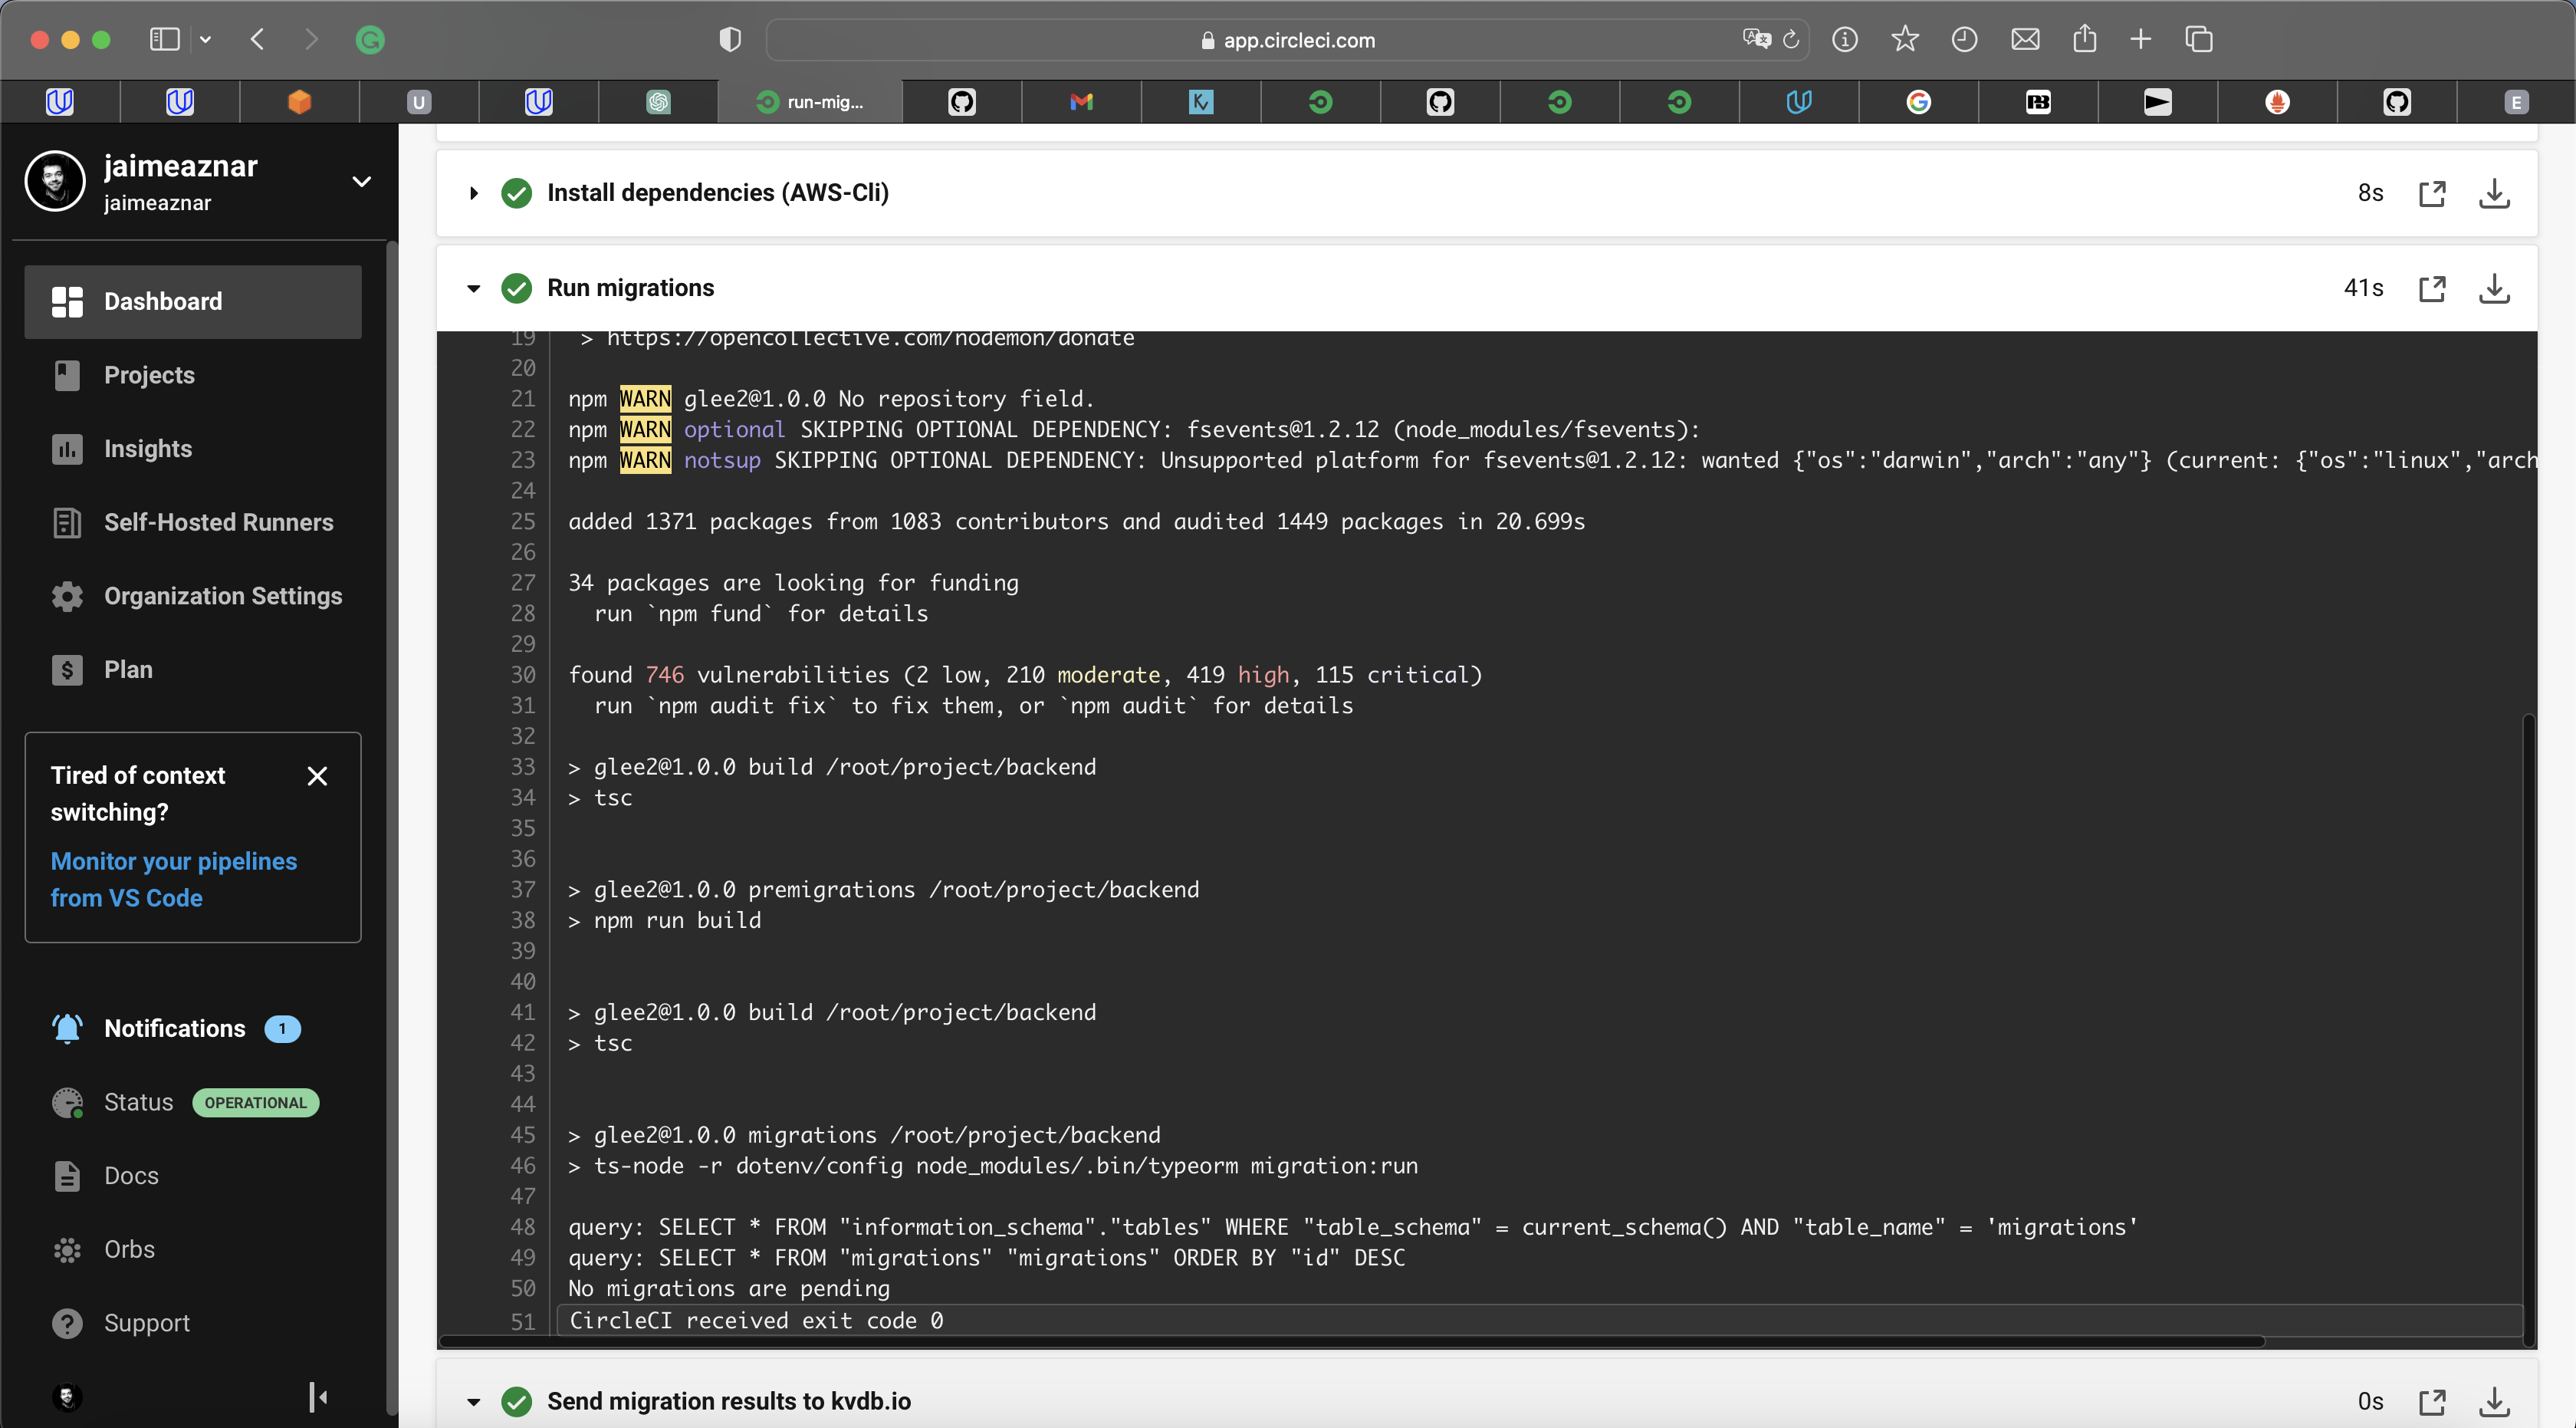 app.circleci.com
U
run-mig...
E
jaimeaznar
jaimeaznar
Dashboard
Projects
Insights
Self-Hosted Runners
Organization Settings
Plan
Tired of context
switching?
Monitor your pipelines
from VS Code
Notifications 1
Status OPERATIONAL
Docs
Orbs
Support
Install dependencies (AWS-Cli) 8s
Run migrations 41s
19 > https://opencollective.com/nodemon/donate
20
21 npm WARN glee2@1.0.0 No repository field.
22 npm WARN optional SKIPPING OPTIONAL DEPENDENCY: fsevents@1.2.12 (node_modules/fsevents):
23 npm WARN notsup SKIPPING OPTIONAL DEPENDENCY: Unsupported platform for fsevents@1.2.12: wanted {"os":"darwin","arch":"any"} (current: {"os":"linux","arch
24
25 added 1371 packages from 1083 contributors and audited 1449 packages in 20.699s
26
27 34 packages are looking for funding
28 run `npm fund` for details
29
30 found 746 vulnerabilities (2 low, 210 moderate, 419 high, 115 critical)
31 run `npm audit fix` to fix them, or `npm audit` for details
32
33 > glee2@1.0.0 build /root/project/backend
34 > tsc
35
36
37 > glee2@1.0.0 premigrations /root/project/backend
38 > npm run build
39
40
41 > glee2@1.0.0 build /root/project/backend
42 > tsc
43
44
45 > glee2@1.0.0 migrations /root/project/backend
46 > ts-node -r dotenv/config node_modules/.bin/typeorm migration:run
47
48 query: SELECT * FROM "information_schema"."tables" WHERE "table_schema" = current_schema() AND "table_name" = 'migrations'
49 query: SELECT * FROM "migrations" "migrations" ORDER BY "id" DESC
50 No migrations are pending
51 CircleCI received exit code 0
Send migration results to kvdb.io 0s